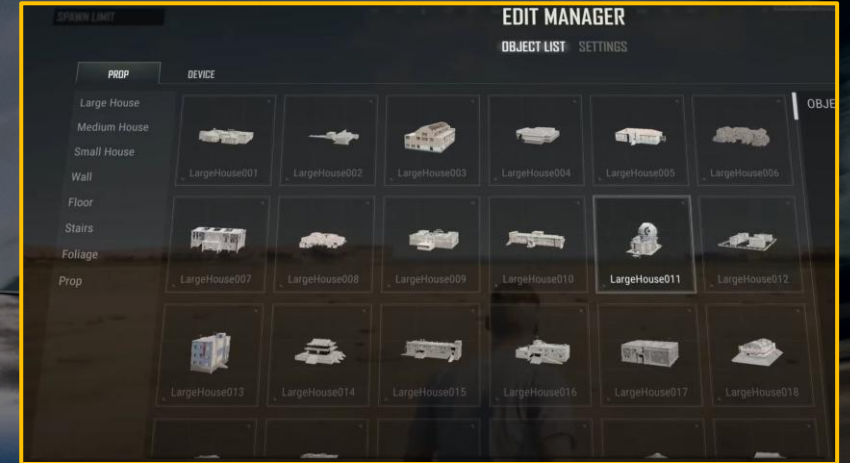 SPAWN LIMIT
EDIT MANAGER
OBJECT LIST SETTINGS
PROP DEVICE
Large House
Medium House
Small House
Wall
Floor
Stairs
Foliage
Prop
OBJE
LargeHouse001 LargeHouse002 LargeHouse003 LargeHouse004 LargeHouse005 LargeHouse006
LargeHouse007 LargeHouse008 LargeHouse009 LargeHouse010 LargeHouse011 LargeHouse012
LargeHouse013 LargeHouse014 LargeHouse015 LargeHouse016 LargeHouse017 LargeHouse018